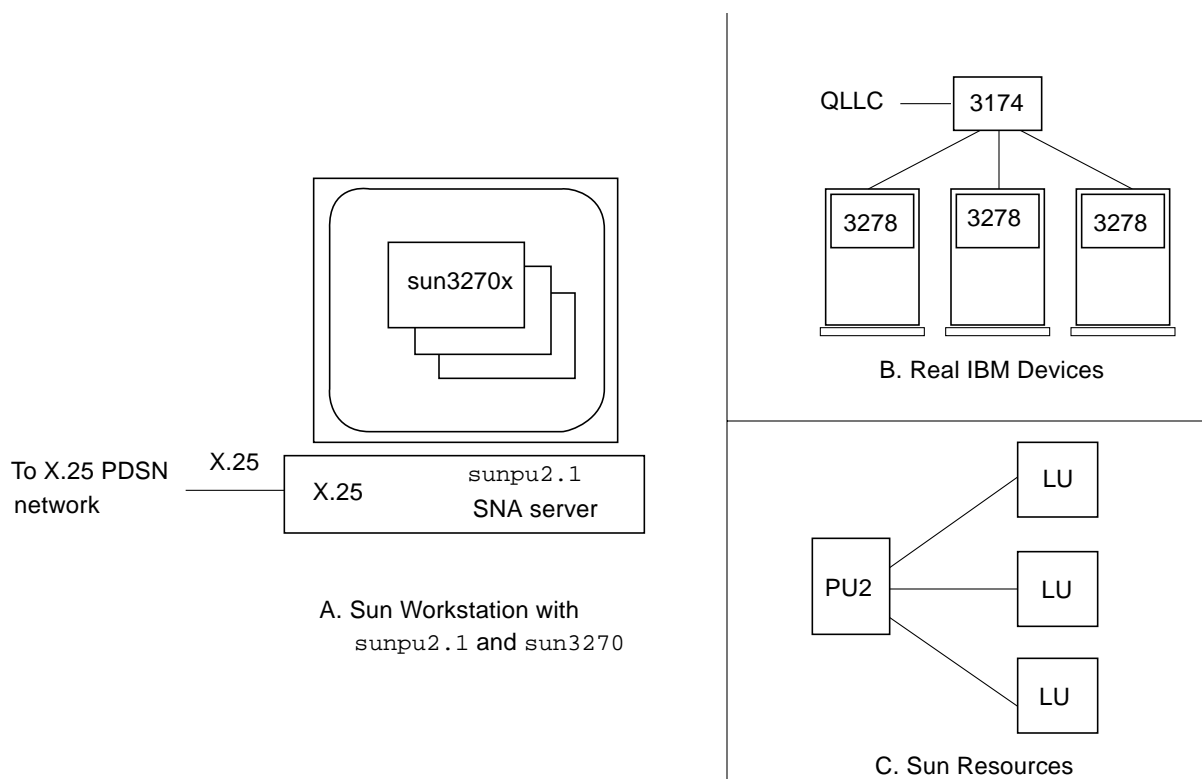 sun3270x
To X.25 PDSN
network
X.25
X.25
sunpu2.1
SNA server
A. Sun Workstation with
sunpu2.1 and sun3270
QLLC
3174
3278
3278
3278
B. Real IBM Devices
LU
PU2
LU
LU
C. Sun Resources